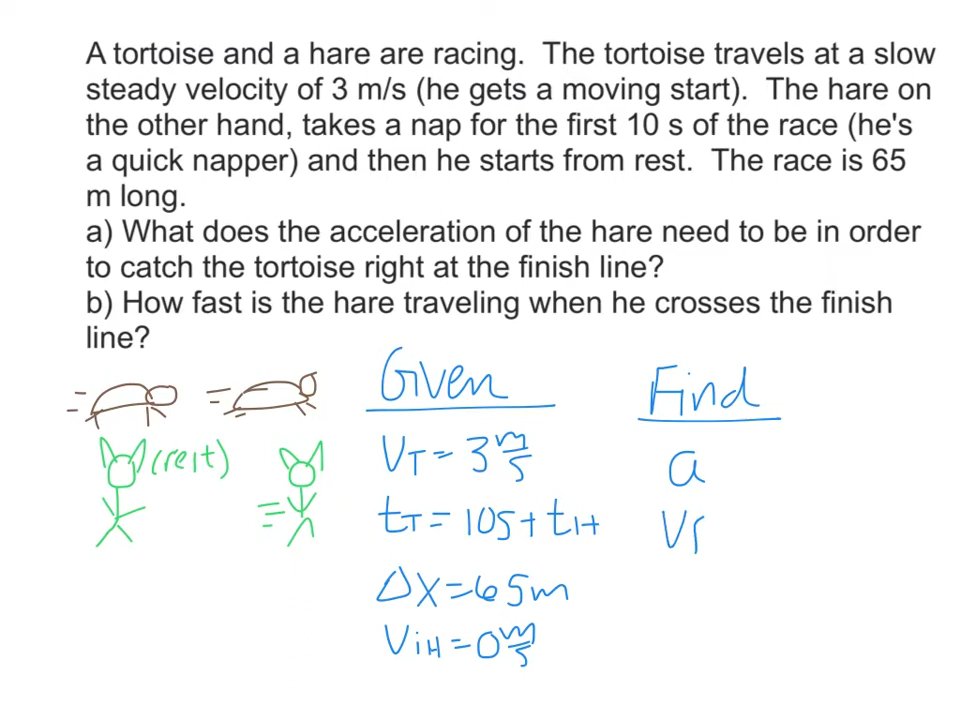 A tortoise and a hare are racing. The tortoise travels at a slow
steady velocity of 3 m/s (he gets a moving start). The hare on
the other hand, takes a nap for the first 10 s of the race (he's
a quick napper) and then he starts from rest. The race is 65
m long.
a) What does the acceleration of the hare need to be in order
to catch the tortoise right at the finish line?
b) How fast is the hare traveling when he crosses the finish
line?
(rest)
Given
VT = 3 m/s
tT = 10s + tH
Δx = 65m
ViH = 0 m/s
Find
a
Vf